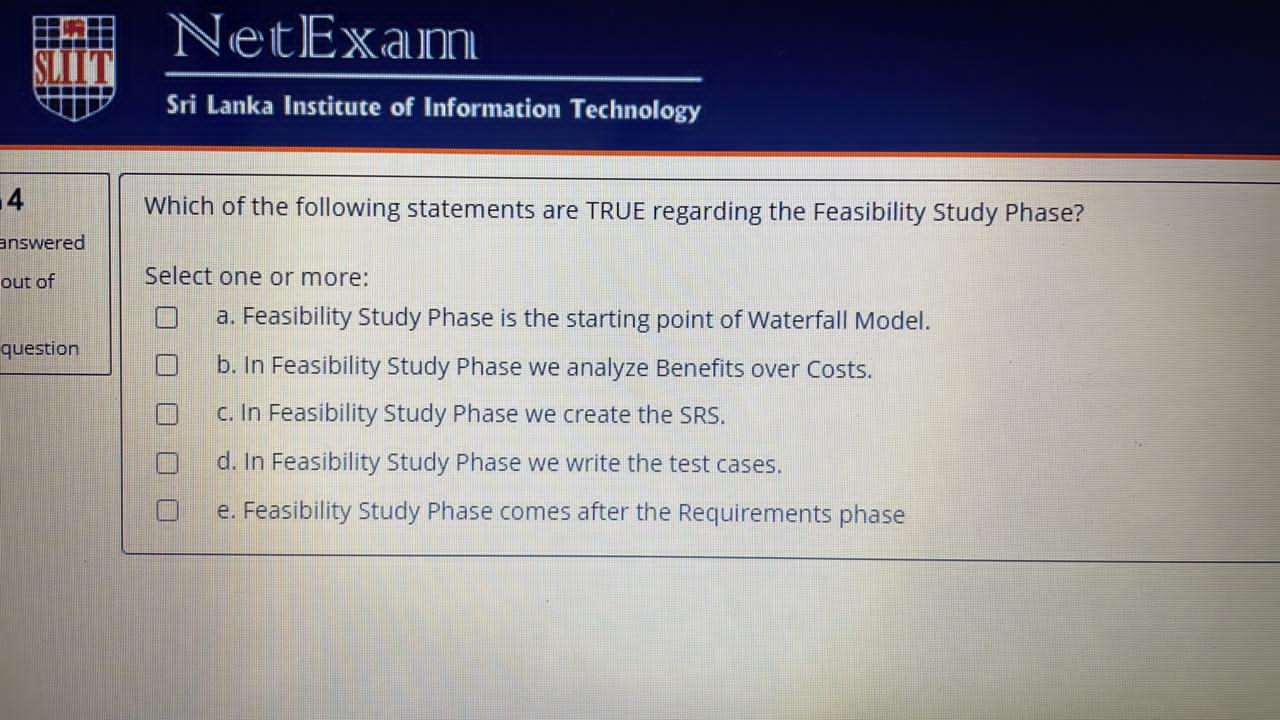 SLIIT
NetExam
Sri Lanka Institute of Information Technology
4
answered
out of
question
Which of the following statements are TRUE regarding the Feasibility Study Phase?
Select one or more:
a. Feasibility Study Phase is the starting point of Waterfall Model.
b. In Feasibility Study Phase we analyze Benefits over Costs.
c. In Feasibility Study Phase we create the SRS.
d. In Feasibility Study Phase we write the test cases.
e. Feasibility Study Phase comes after the Requirements phase